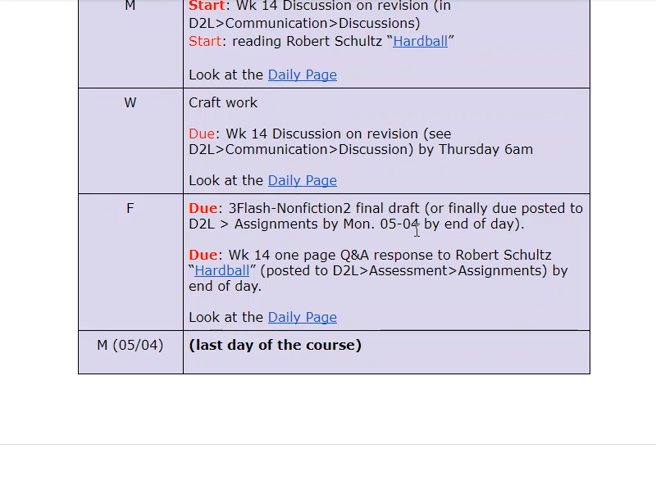 M
Start: Wk 14 Discussion on revision (in
D2L>Communication>Discussions)
Start: reading Robert Schultz “Hardball”
Look at the Daily Page
W
Craft work
Due: Wk 14 Discussion on revision (see
D2L>Communication>Discussion) by Thursday 6am
Look at the Daily Page
F
Due: 3Flash-Nonfiction2 final draft (or finally due posted to
D2L > Assignments by Mon. 05-04 by end of day).
Due: Wk 14 one page Q&A response to Robert Schultz
“Hardball” (posted to D2L>Assessment>Assignments) by
end of day.
Look at the Daily Page
M (05/04)
(last day of the course)